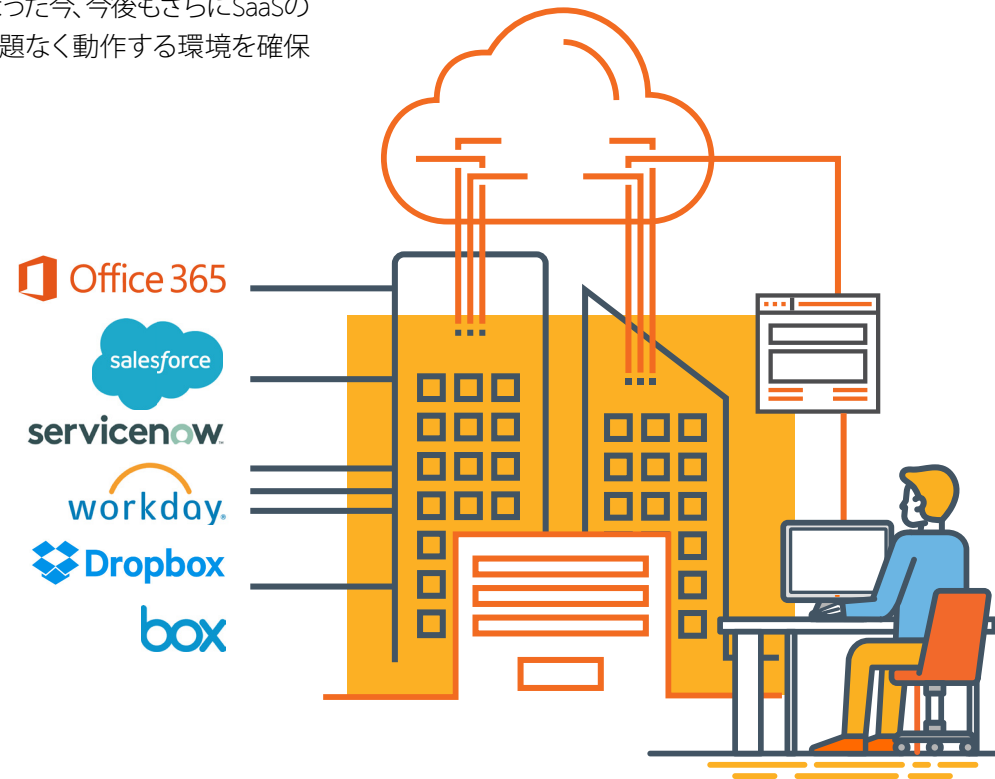 った今、今後もさらにSaaSの
題なく動作する環境を確保
Office 365
salesforce
servicenow
workday.
Dropbox
box